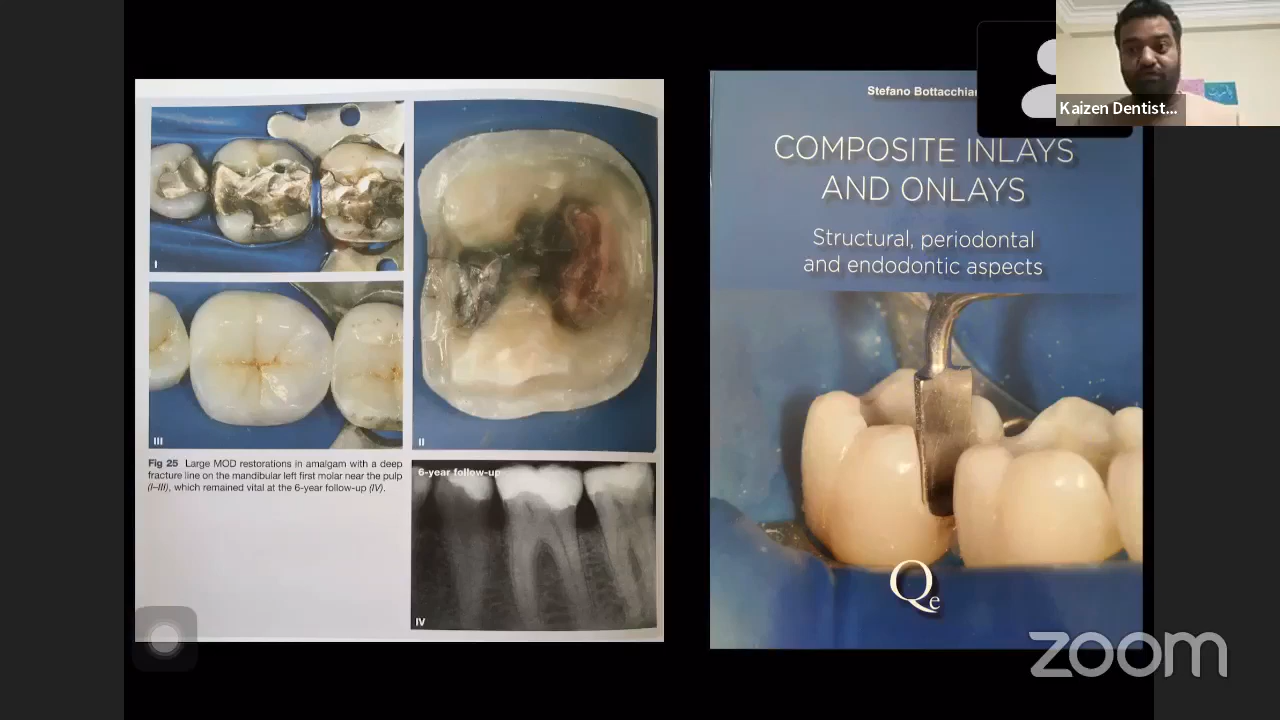 I
II
III
Fig 25 Large MOD restorations in amalgam with a deep
fracture line on the mandibular left first molar near the pulp
(I–III), which remained vital at the 6-year follow-up (IV).
6-year follow-up
IV
Stefano Bottacchiar
COMPOSITE INLAYS
AND ONLAYS
Structural, periodontal
and endodontic aspects
Qe
Kaizen Dentist...
zoom